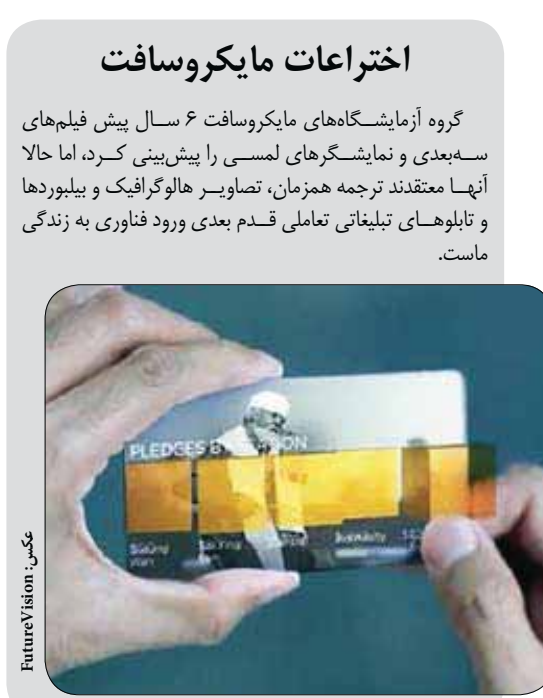 اختراعات مایکروسافت
گروه آزمایشگاه‌های مایکروسافت ۶ سال پیش فیلم‌های
سه‌بعدی و نمایشگرهای لمسی را پیش‌بینی کرد، اما حالا
آنها معتقدند ترجمه همزمان، تصاویر هالوگرافیک و بیلبوردها
و تابلوهای تبلیغاتی تعاملی قدم بعدی ورود فناوری به زندگی
ماست.
PLEDGES
عکس: FutureVision